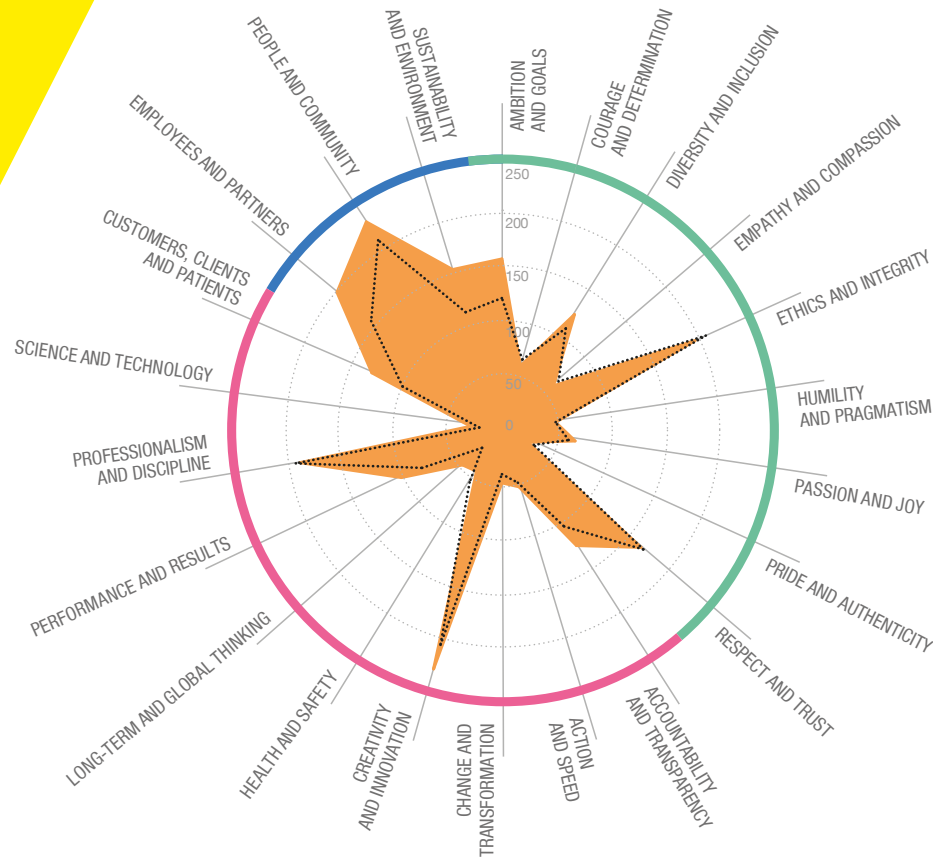 AMBITION
AND GOALS
COURAGE
AND DETERMINATION
DIVERSITY AND INCLUSION
EMPATHY AND COMPASSION
ETHICS AND INTEGRITY
HUMILITY
AND PRAGMATISM
PASSION AND JOY
PRIDE AND AUTHENTICITY
RESPECT AND TRUST
ACCOUNTABILITY
AND TRANSPARENCY
ACTION
AND SPEED
CHANGE AND
TRANSFORMATION
CREATIVITY
AND INNOVATION
HEALTH AND SAFETY
LONG-TERM AND GLOBAL THINKING
PERFORMANCE AND RESULTS
PROFESSIONALISM
AND DISCIPLINE
SCIENCE AND TECHNOLOGY
CUSTOMERS, CLIENTS
AND PATIENTS
EMPLOYEES AND PARTNERS
PEOPLE AND COMMUNITY
SUSTAINABILITY
AND ENVIRONMENT
250
200
150
100
50
0